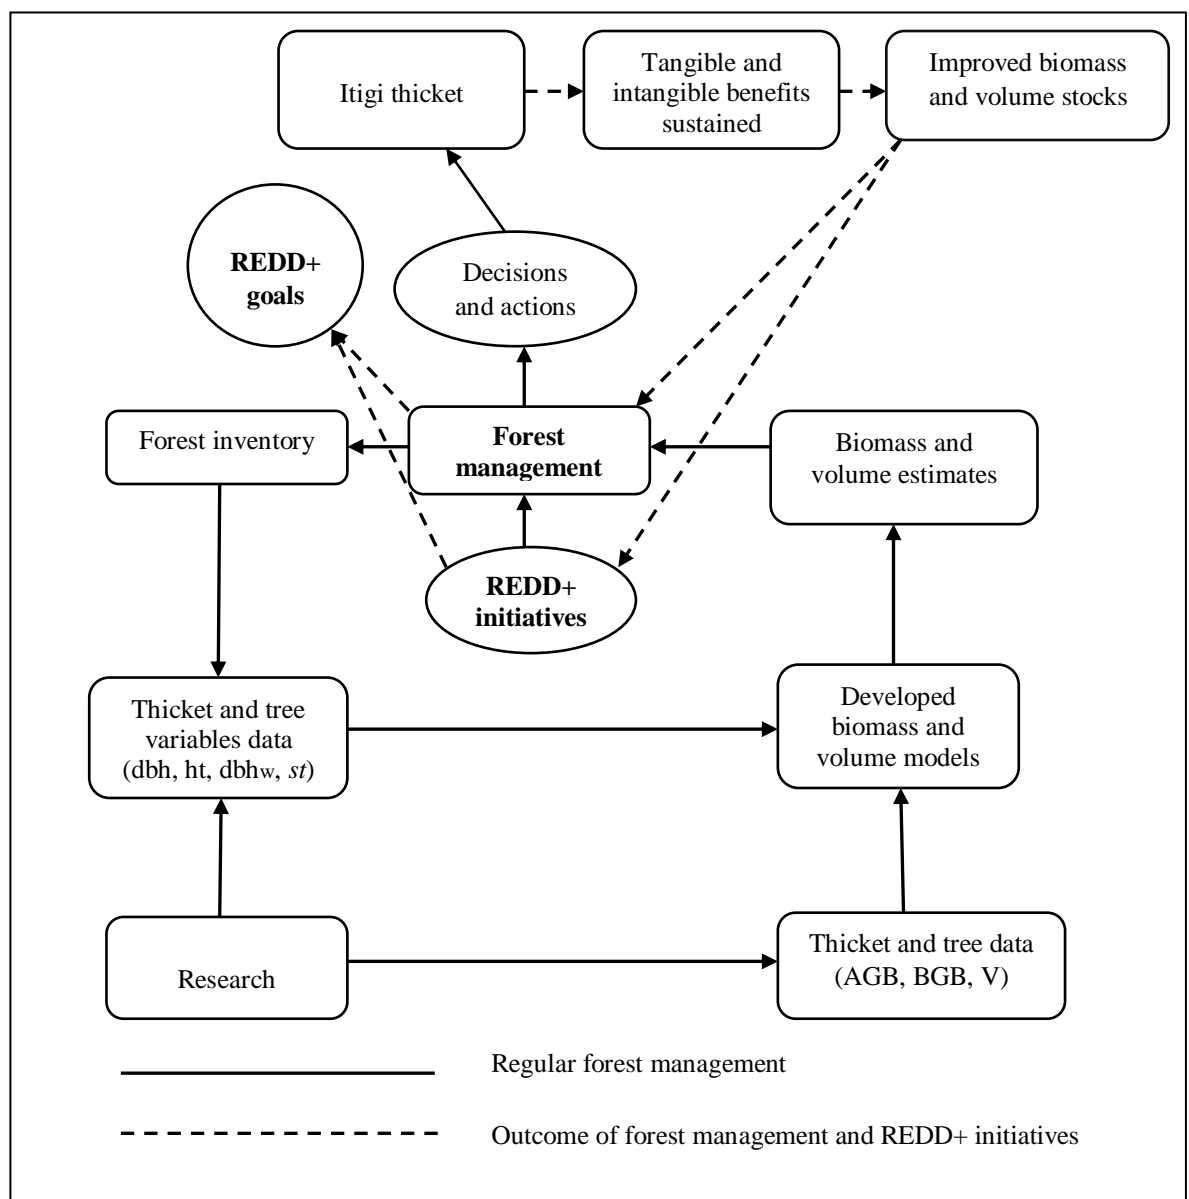 Itigi thicket
Tangible and
intangible benefits
sustained
Improved biomass
and volume stocks
REDD+
goals
Decisions
and actions
Forest inventory
Forest
management
Biomass and
volume estimates
REDD+
initiatives
Thicket and tree
variables data
(dbh, ht, dbhw, st)
Developed
biomass and
volume models
Research
Thicket and tree data
(AGB, BGB, V)
Regular forest management
Outcome of forest management and REDD+ initiatives